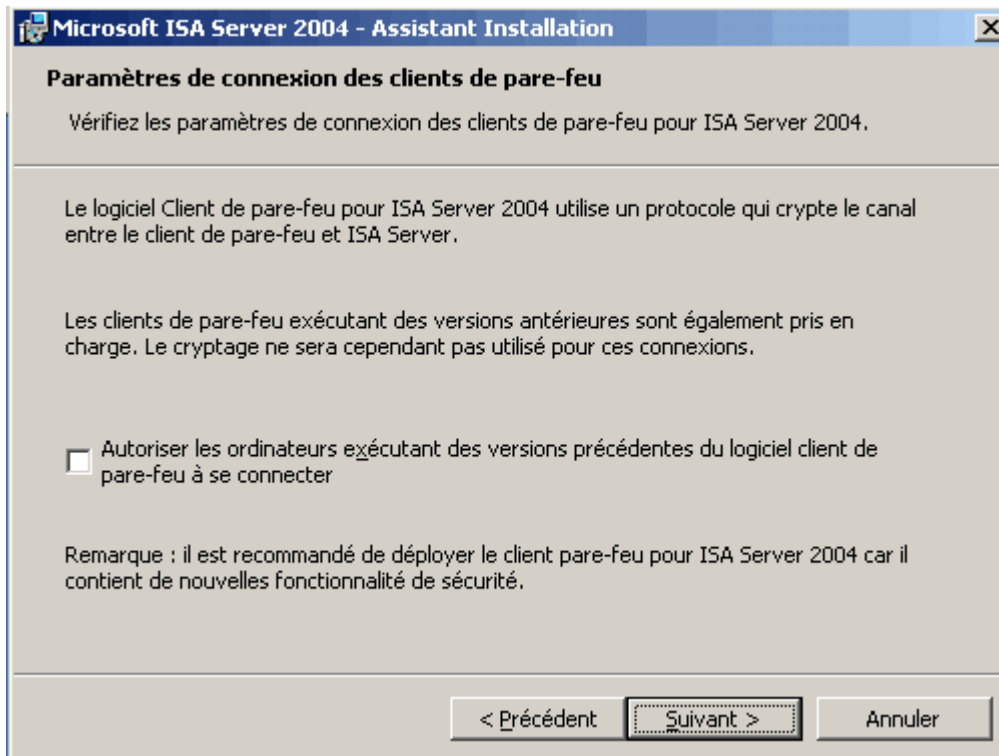 Microsoft ISA Server 2004 - Assistant Installation
Paramètres de connexion des clients de pare-feu
Vérifiez les paramètres de connexion des clients de pare-feu pour ISA Server 2004.
Le logiciel Client de pare-feu pour ISA Server 2004 utilise un protocole qui crypte le canal
entre le client de pare-feu et ISA Server.
Les clients de pare-feu exécutant des versions antérieures sont également pris en
charge. Le cryptage ne sera cependant pas utilisé pour ces connexions.
Autoriser les ordinateurs exécutant des versions précédentes du logiciel client de
pare-feu à se connecter
Remarque : il est recommandé de déployer le client pare-feu pour ISA Server 2004 car il
contient de nouvelles fonctionnalité de sécurité.
< Précédent
Suivant >
Annuler